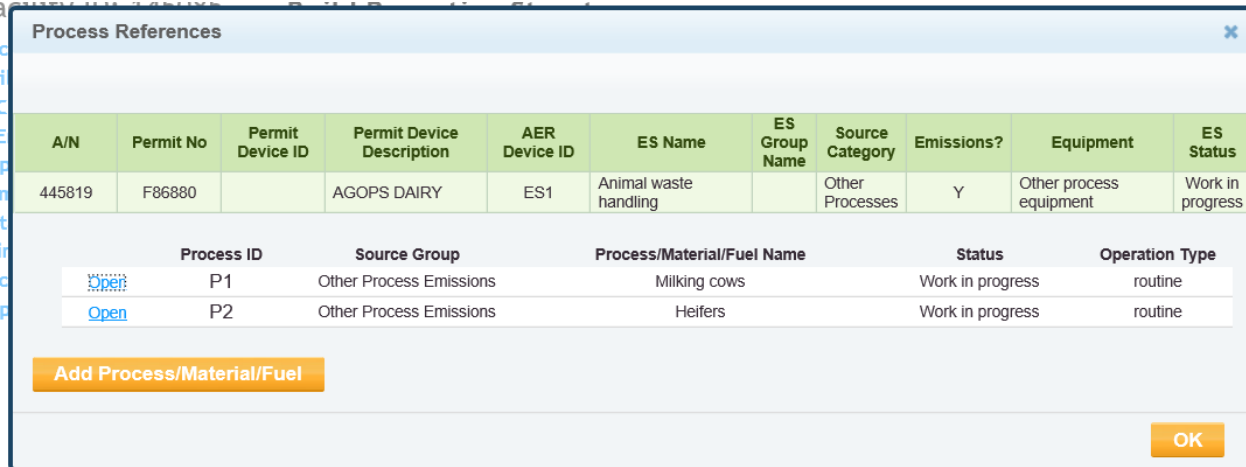 Process References
A/N Permit No Permit Device ID Permit Device Description AER Device ID ES Name ES Group Name Source Category Emissions? Equipment ES Status
445819 F86880 AGOPS DAIRY ES1 Animal waste handling Other Processes Y Other process equipment Work in progress
Process ID Source Group Process/Material/Fuel Name Status Operation Type
Open P1 Other Process Emissions Milking cows Work in progress routine
Open P2 Other Process Emissions Heifers Work in progress routine
Add Process/Material/Fuel
OK